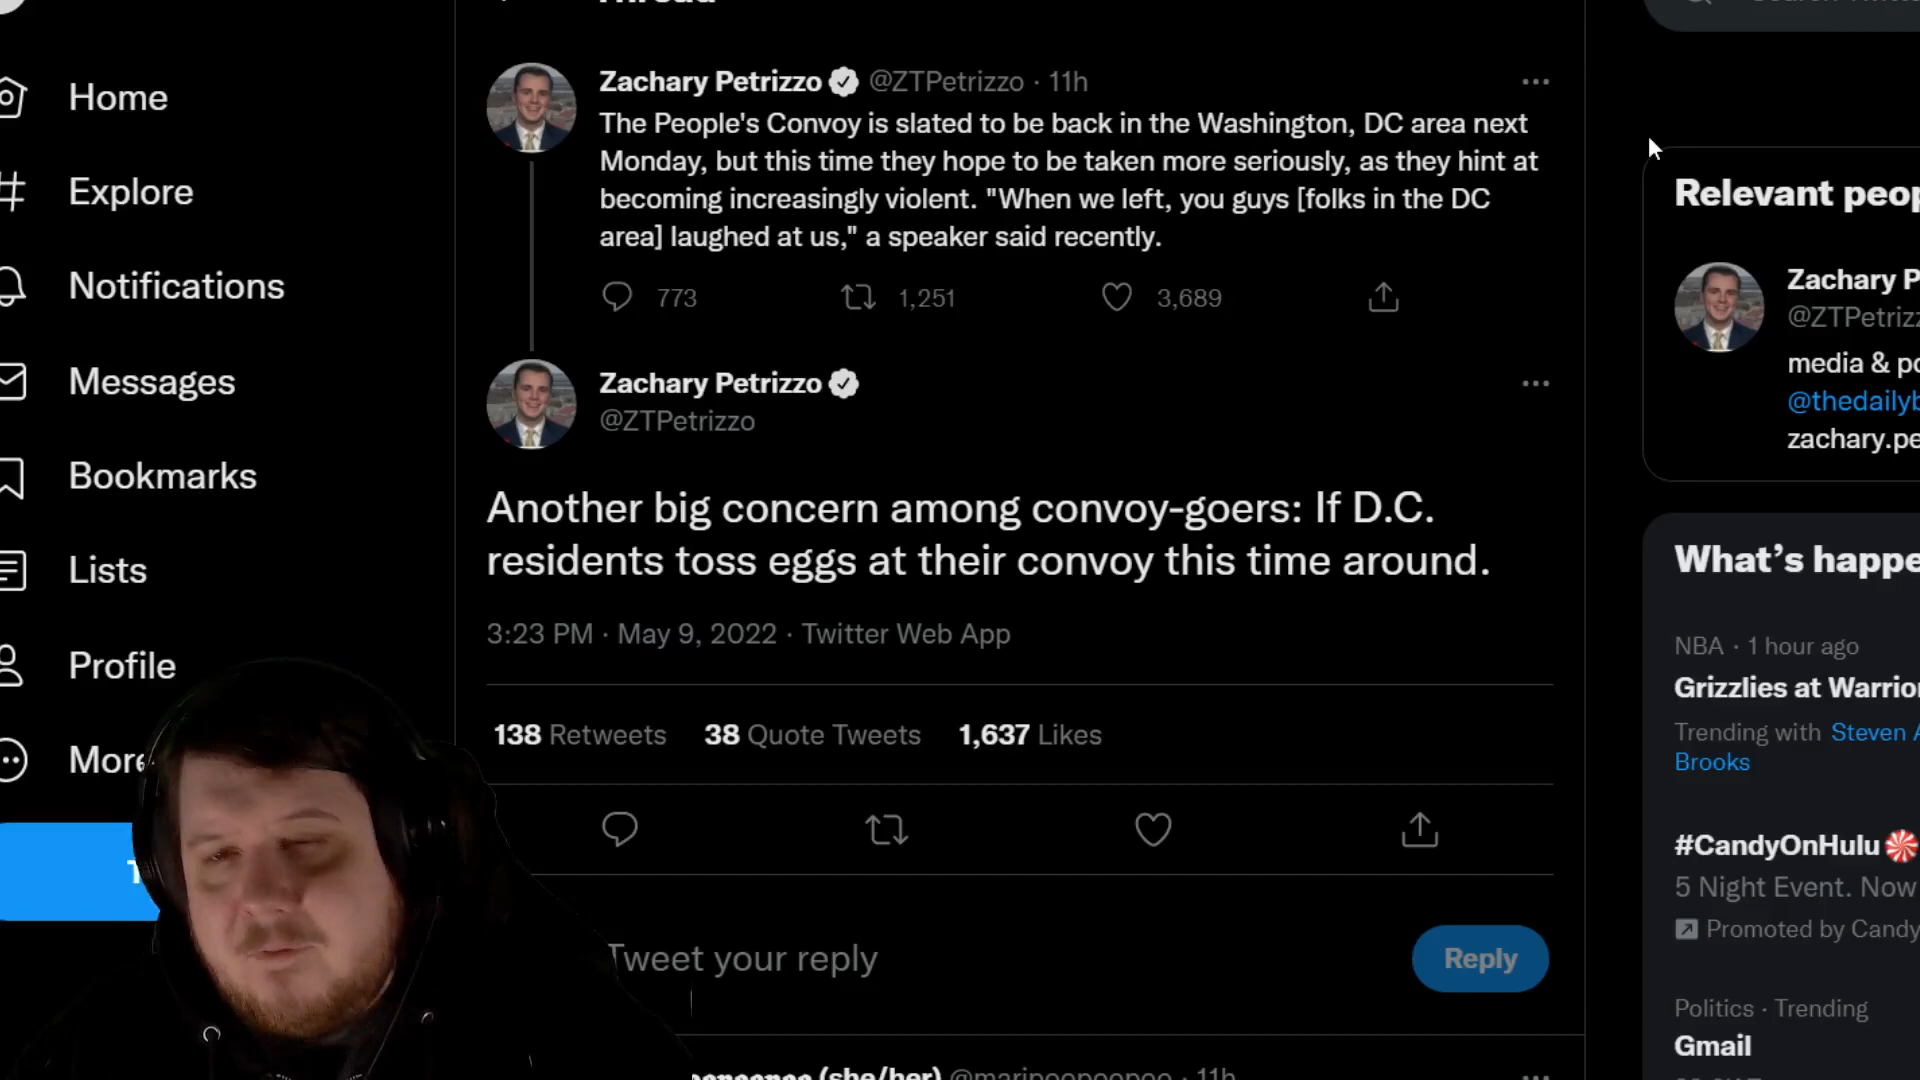 Thread
Home
Explore
Notifications
Messages
Bookmarks
Lists
Profile
More
Zachary Petrizzo @ZTPetrizzo · 11h
The People's Convoy is slated to be back in the Washington, DC area next
Monday, but this time they hope to be taken more seriously, as they hint at
becoming increasingly violent. "When we left, you guys [folks in the DC
area] laughed at us," a speaker said recently.
773 1,251 3,689
Zachary Petrizzo
@ZTPetrizzo
Another big concern among convoy-goers: If D.C.
residents toss eggs at their convoy this time around.
3:23 PM · May 9, 2022 · Twitter Web App
138 Retweets 38 Quote Tweets 1,637 Likes
Tweet your reply
Reply
(she/her) · 11h
Relevant peop
Zachary P
@ZTPetrizz
media & po
@thedailyb
zachary.pe
What's happe
NBA · 1 hour ago
Grizzlies at Warrior
Trending with Steven A
Brooks
#CandyOnHulu
5 Night Event. Now
Promoted by Candy
Politics · Trending
Gmail